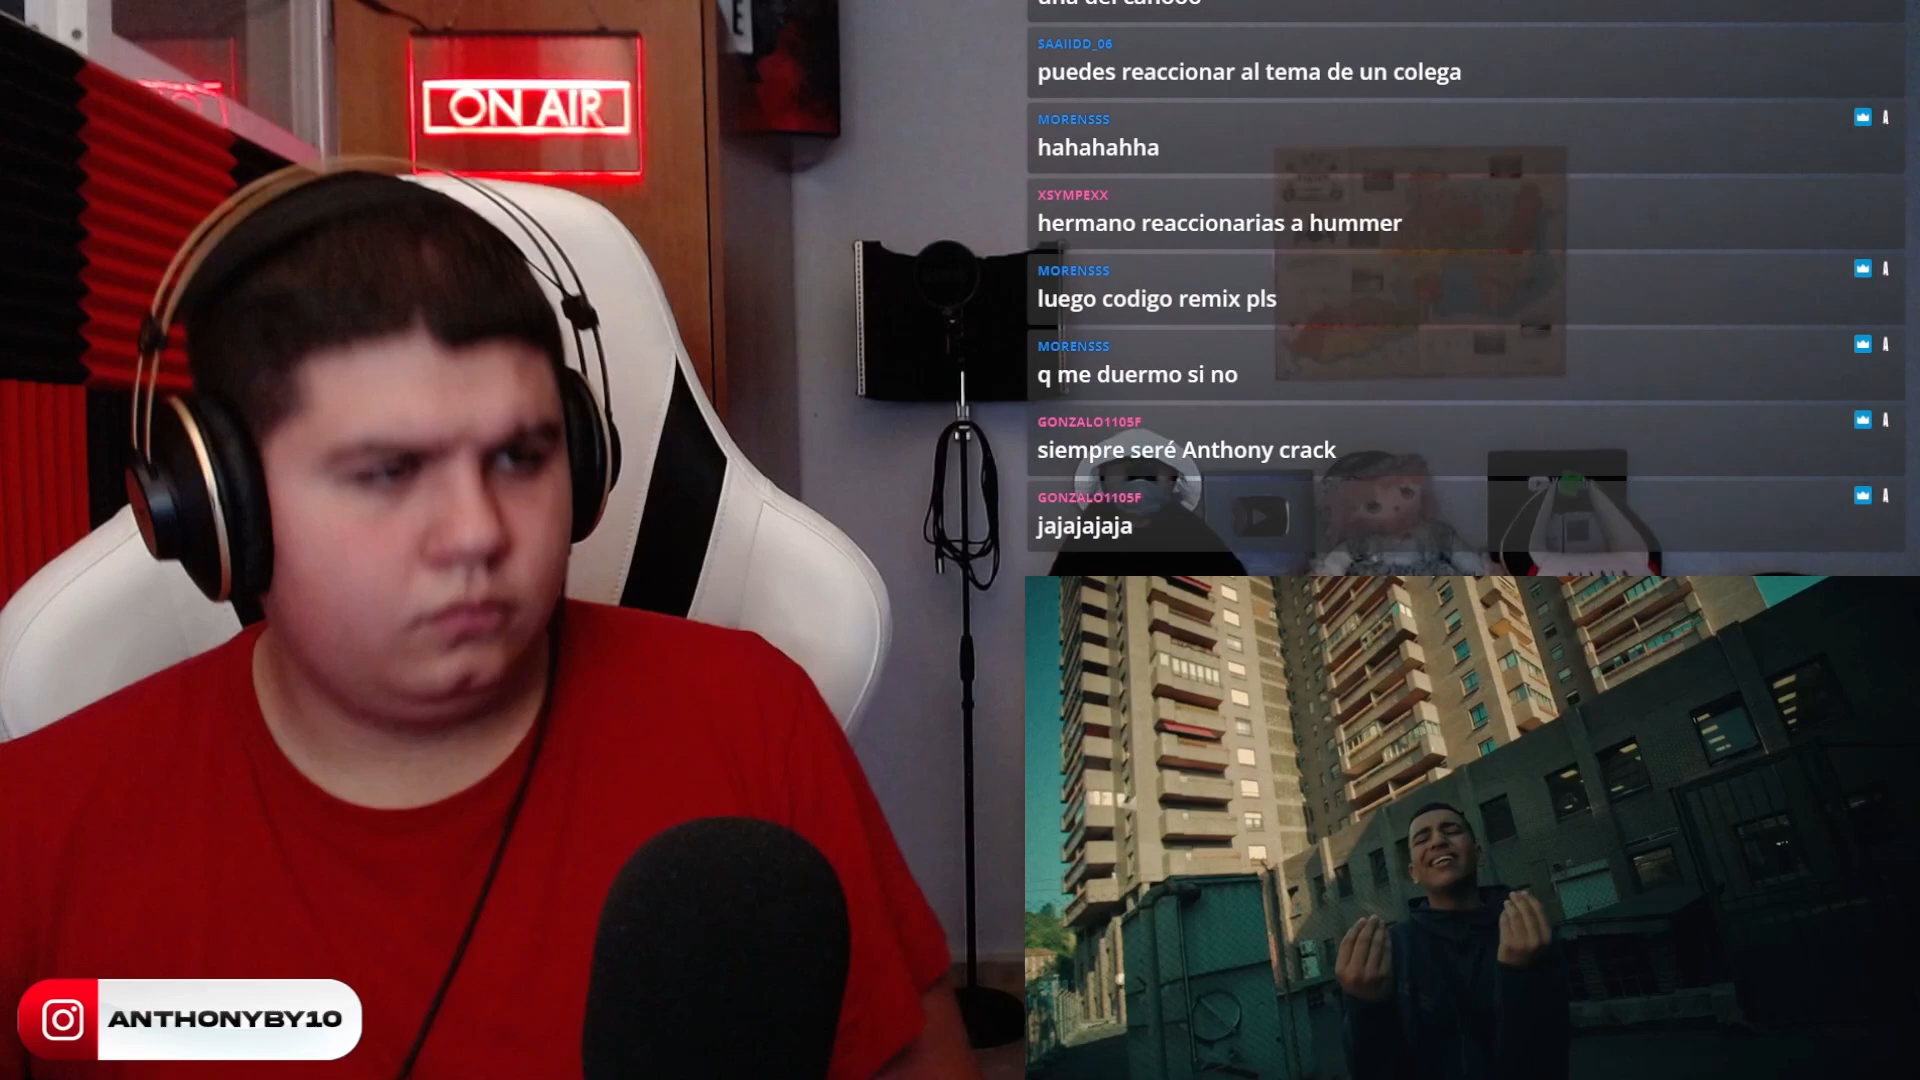 ON AIR
SAAIIDD_06
puedes reaccionar al tema de un colega
MORENSSS
hahahahha
XSYMPEXX
hermano reaccionarias a hummer
MORENSSS
luego codigo remix pls
MORENSSS
q me duermo si no
GONZALO1105F
siempre seré Anthony crack
GONZALO1105F
jajajajaja
ANTHONYBY10